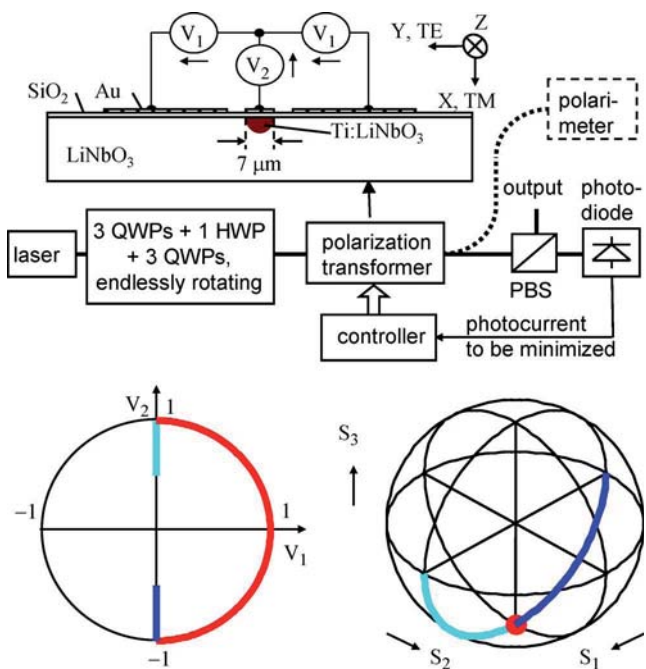 V1
V1
V2
Z
Y, TE
X, TM
SiO2
Au
Ti:LiNbO3
LiNbO3
7 µm
polari-
meter
output
photo-
diode
laser
3 QWPs + 1 HWP
+ 3 QWPs,
endlessly rotating
polarization
transformer
PBS
controller
photocurrent
to be minimized
V2
1
−1
1
V1
−1
S3
S2
S1